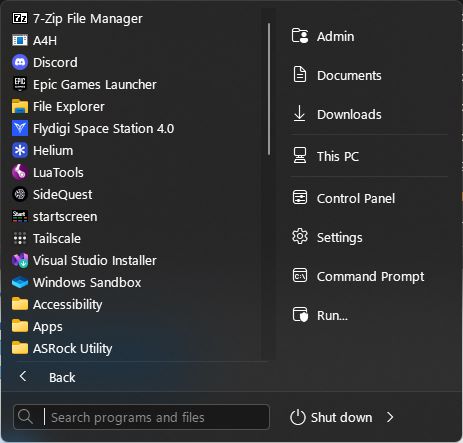 7-Zip File Manager
A4H
Discord
Epic Games Launcher
File Explorer
Flydigi Space Station 4.0
Helium
LuaTools
SideQuest
startscreen
Tailscale
Visual Studio Installer
Windows Sandbox
Accessibility
Apps
ASRock Utility
Back
Search programs and files
Admin
Documents
Downloads
This PC
Control Panel
Settings
Command Prompt
Run...
Shut down